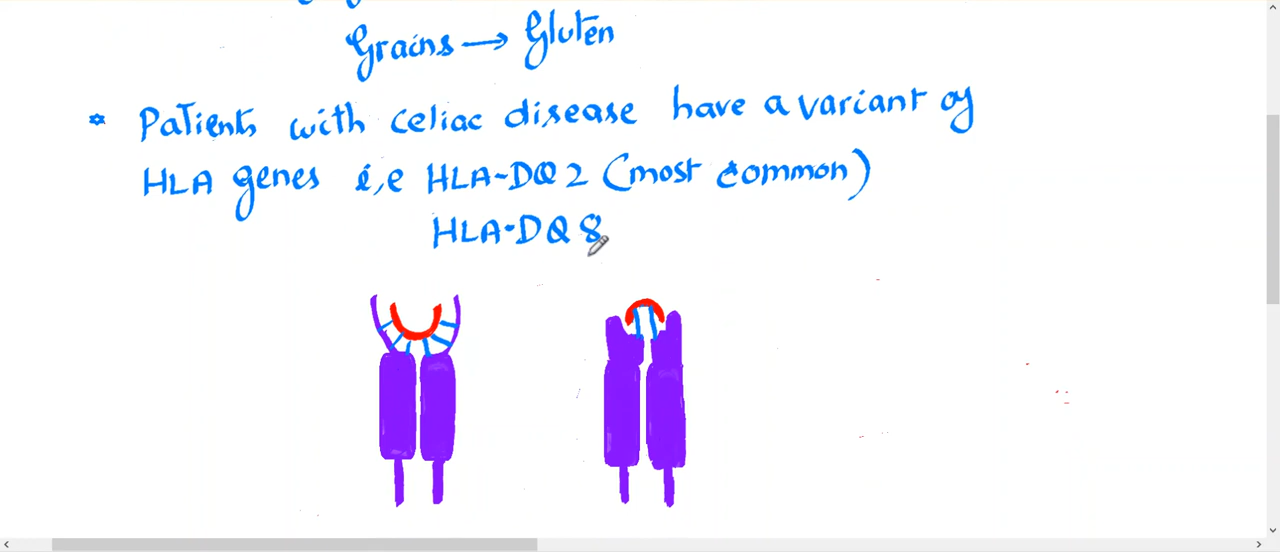 Grains → Gluten
* Patients with celiac disease have a variant of
HLA genes i,e HLA-DQ2 (most common)
HLA-DQ8